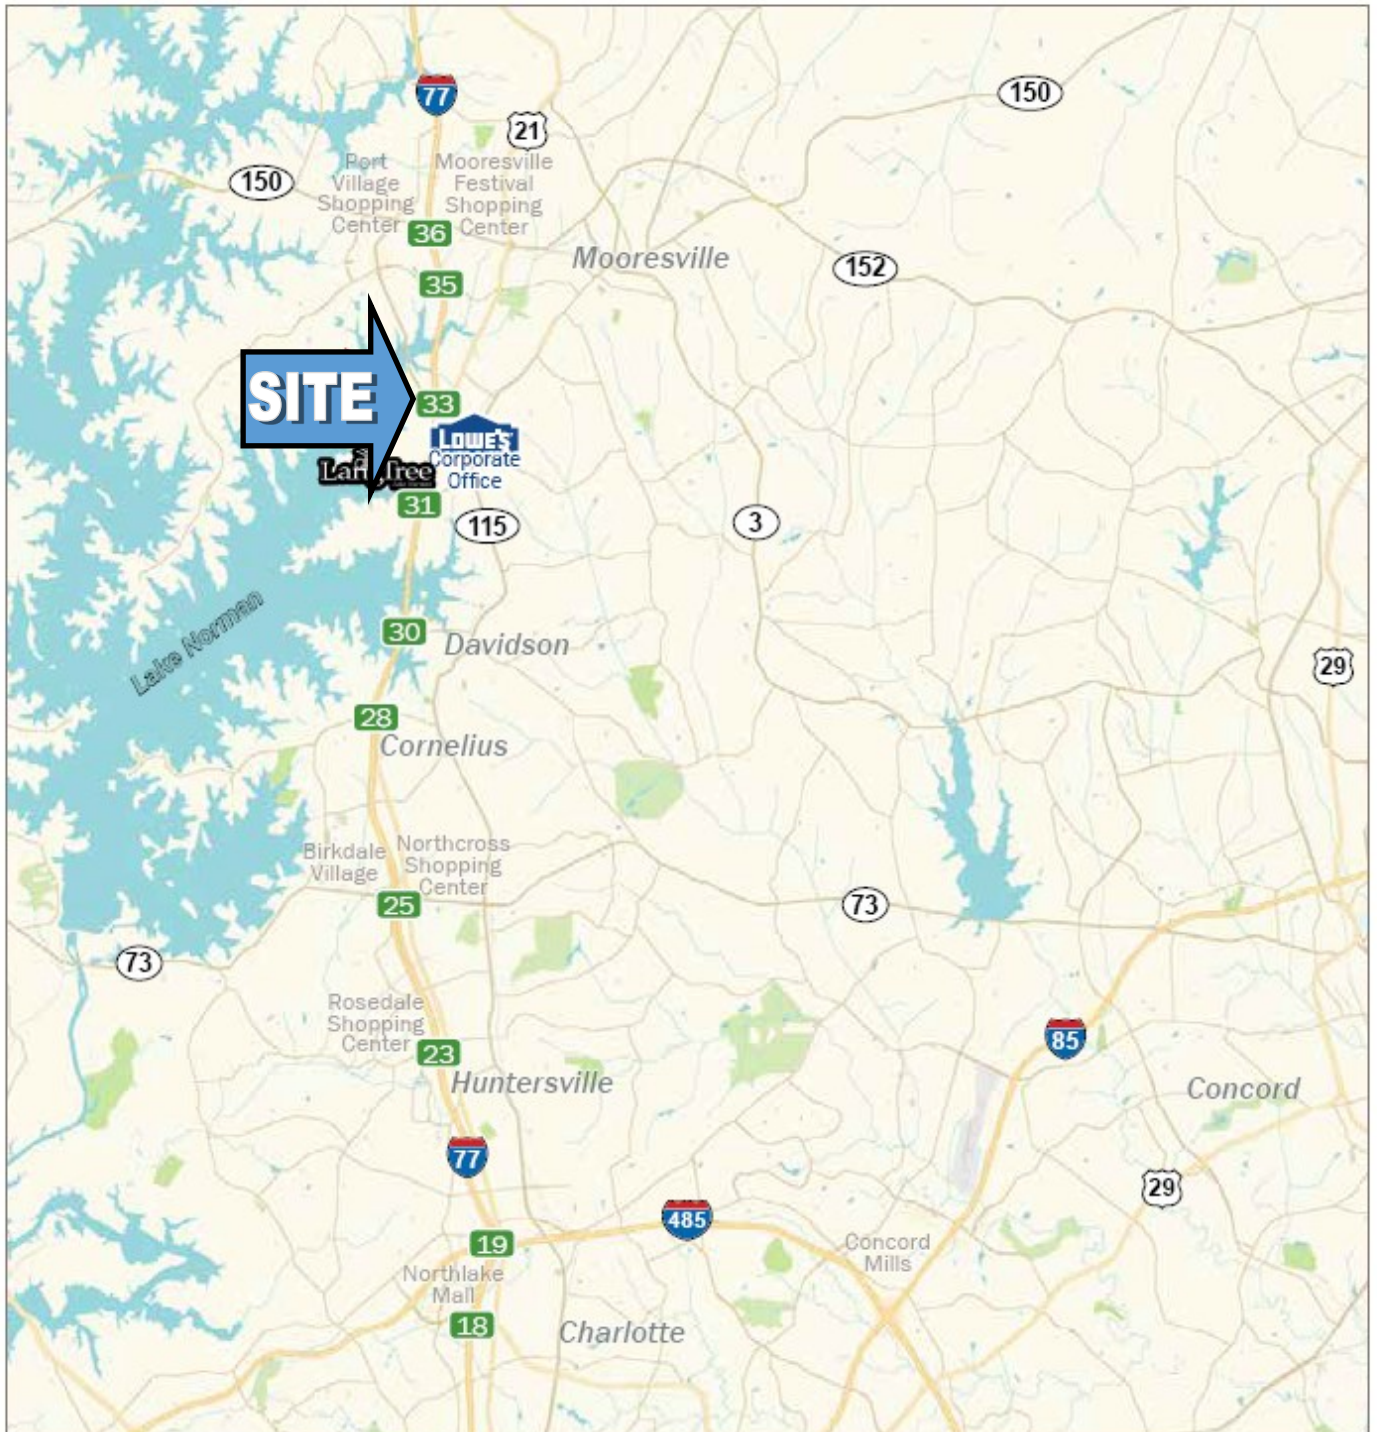 77
150
21
Port
Village
Shopping
Center
Mooresville
Festival
Shopping
Center
150
36
Mooresville
152
35
SITE
33
LOWE'S
Corporate
Office
31
115
3
Lake Norman
30
Davidson
29
28
Cornelius
Birkdale
Village
Northcross
Shopping
Center
25
73
73
Rosedale
Shopping
Center
23
85
Huntersville
Concord
77
29
485
19
Concord
Mills
Northlake
Mall
18
Charlotte